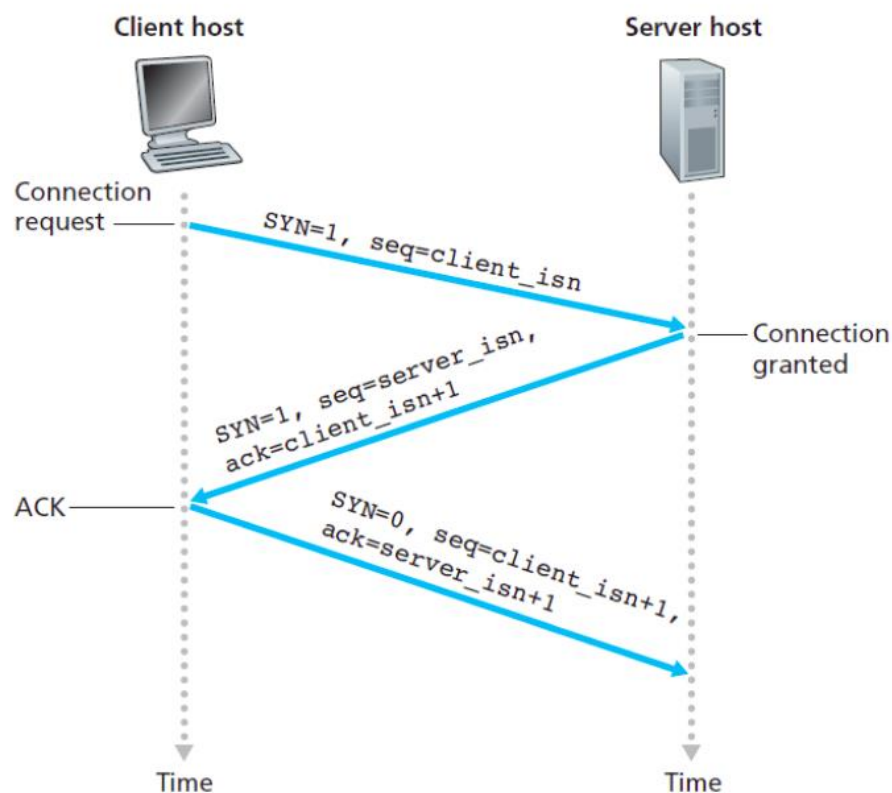 Client host
Server host
Connection
request
SYN=1, seq=client_isn
Connection
granted
SYN=1, seq=server_isn,
ack=client_isn+1
ACK
SYN=0, seq=client_isn+1,
ack=server_isn+1
Time
Time